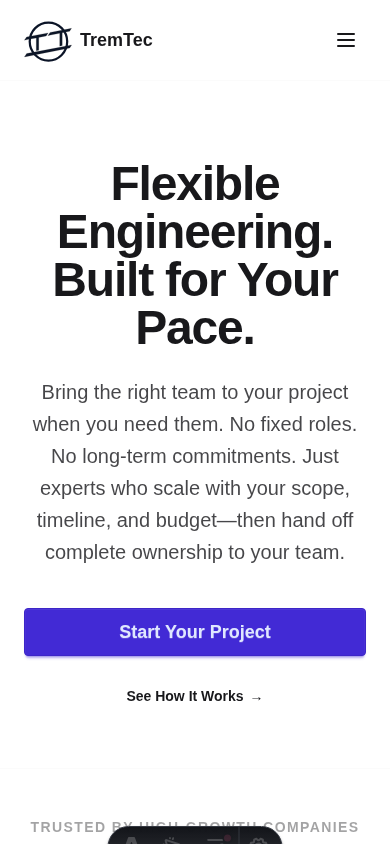 TremTec
Flexible
Engineering.
Built for Your
Pace.
Bring the right team to your project
when you need them. No fixed roles.
No long-term commitments. Just
experts who scale with your scope,
timeline, and budget—then hand off
complete ownership to your team.
Start Your Project
See How It Works →
TRUSTED BY HIGH-GROWTH COMPANIES